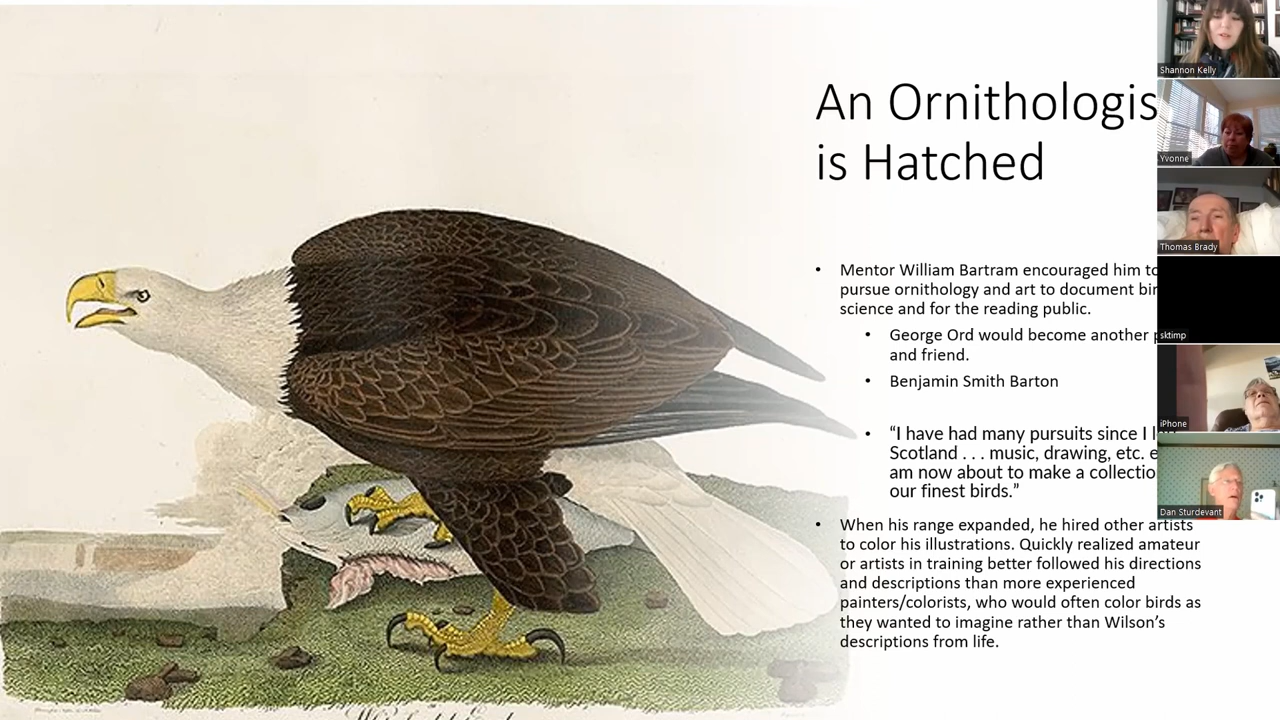 An Ornithologis
is Hatched
• Mentor William Bartram encouraged him to
pursue ornithology and art to document bir
science and for the reading public.
• George Ord would become another
and friend.
• Benjamin Smith Barton
• “I have had many pursuits since I l
Scotland . . . music, drawing, etc. e
am now about to make a collectio
our finest birds.”
• When his range expanded, he hired other artists
to color his illustrations. Quickly realized amateur
or artists in training better followed his directions
and descriptions than more experienced
painters/colorists, who would often color birds as
they wanted to imagine rather than Wilson’s
descriptions from life.
Shannon Kelly
Yvonne
Thomas Brady
sktimp
iPhone
Dan Sturdevant